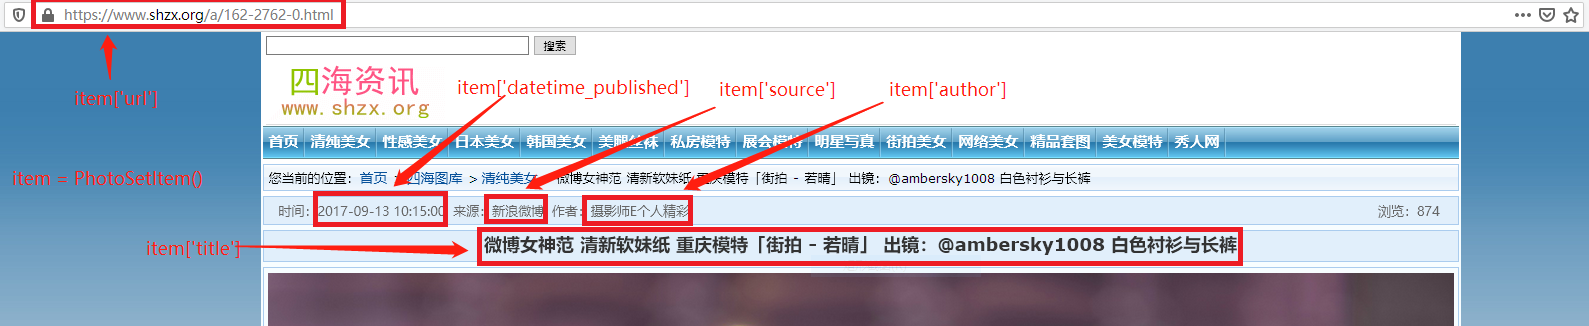 https://www.shzx.org/a/162-2762-0.html
搜索
四海资讯
www.shzx.org
item['url']
item['datetime_published']
item['source']
item['author']
首页 清纯美女 性感美女 日本美女 韩国美女 美腿丝袜 私房模特 展会模特 明星写真 街拍美女 网络美女 精品套图 美女模特 秀人网
item = PhotoSetItem()
您当前的位置：首页 > 四海图库 > 清纯美女 > 微博女神范 清新软妹纸 重庆模特「街拍 - 若晴」 出镜：@ambersky1008 白色衬衫与长裤
时间：2017-09-13 10:15:00 来源：新浪微博 作者：摄影师E个人精彩 浏览：874
item['title']
微博女神范 清新软妹纸 重庆模特「街拍 - 若晴」 出镜：@ambersky1008 白色衬衫与长裤